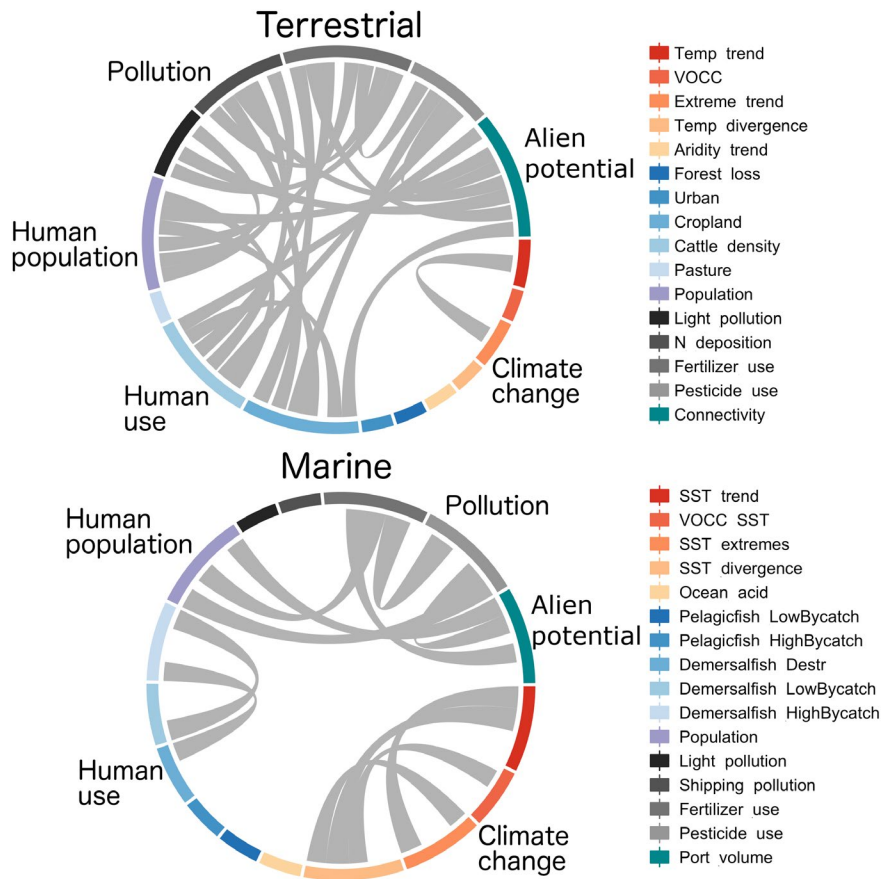 Terrestrial
Pollution
Alien
potential
Human
population
Human
use
Climate
change
Temp trend
VOCC
Extreme trend
Temp divergence
Aridity trend
Forest loss
Urban
Cropland
Cattle density
Pasture
Population
Light pollution
N deposition
Fertilizer use
Pesticide use
Connectivity
Marine
Human
population
Pollution
Alien
potential
Human
use
Climate
change
SST trend
VOCC SST
SST extremes
SST divergence
Ocean acid
Pelagicfish LowBycatch
Pelagicfish HighBycatch
Demersalfish Destr
Demersalfish LowBycatch
Demersalfish HighBycatch
Population
Light pollution
Shipping pollution
Fertilizer use
Pesticide use
Port volume